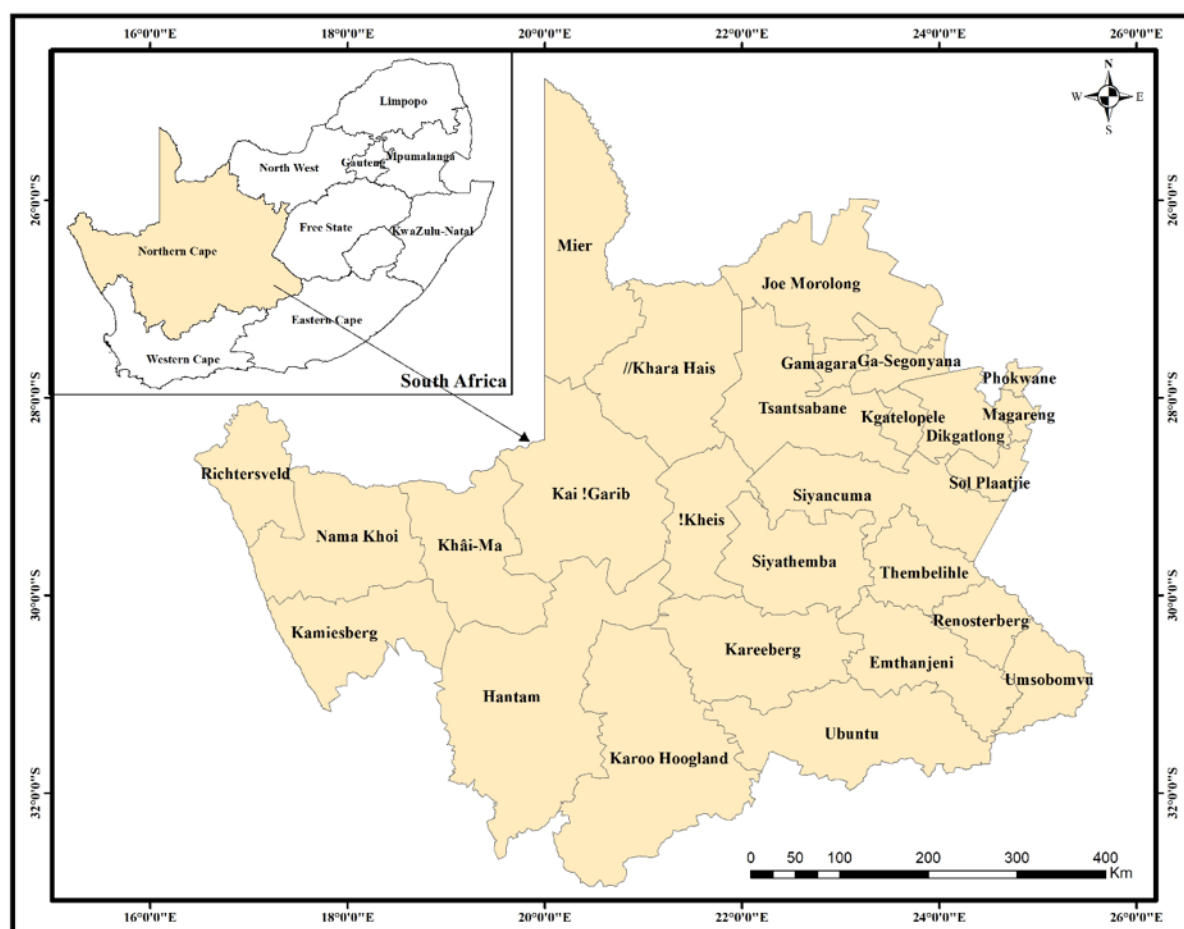 16°0'0"E 18°0'0"E 20°0'0"E 22°0'0"E 24°0'0"E 26°0'0"E
N
W E
S
Limpopo
North West
Gauteng
Mpumalanga
Free State
KwaZulu-Natal
Northern Cape
Eastern Cape
Western Cape
South Africa
26°0'0"S
26°0'0"S
28°0'0"S
28°0'0"S
30°0'0"S
30°0'0"S
32°0'0"S
32°0'0"S
Mier
Joe Morolong
//Khara Hais
Gamagara
Ga-Segonyana
Phokwane
Tsantsabane
Kgatelopele
Magareng
Dikgatlong
Richtersveld
Kai !Garib
Siyancuma
Sol Plaatjie
!Kheis
Nama Khoi
Khâi-Ma
Siyathemba
Thembelihle
Kamiesberg
Renosterberg
Kareeberg
Emthanjeni
Umsobomvu
Hantam
Ubuntu
Karoo Hoogland
0 50 100 200 300 400
Km
16°0'0"E 18°0'0"E 20°0'0"E 22°0'0"E 24°0'0"E 26°0'0"E